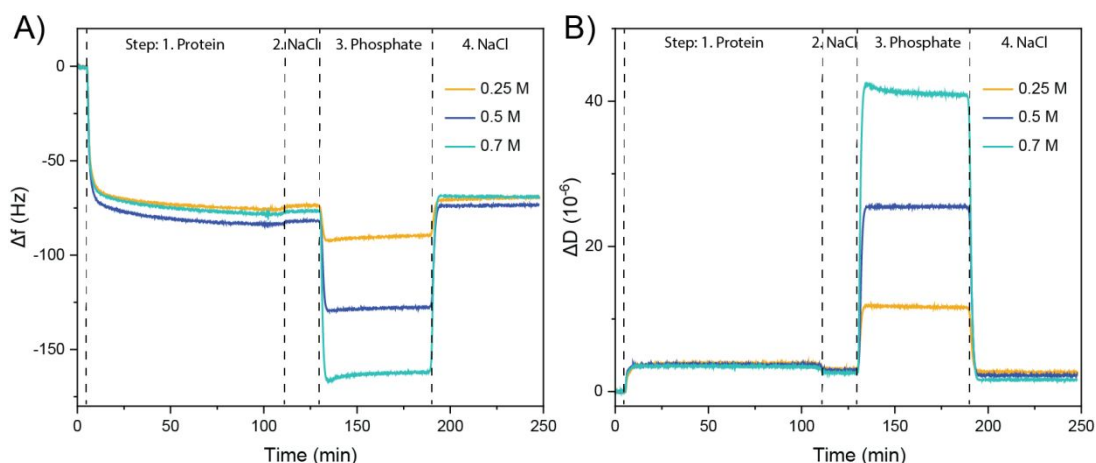 A)
Step: 1. Protein
2. NaCl
3. Phosphate
4. NaCl
0.25 M
0.5 M
0.7 M
0
-50
-100
-150
Δf (Hz)
0
50
100
150
200
250
Time (min)
B)
Step: 1. Protein
2. NaCl
3. Phosphate
4. NaCl
0.25 M
0.5 M
0.7 M
40
20
0
ΔD (10⁻⁶)
0
50
100
150
200
250
Time (min)